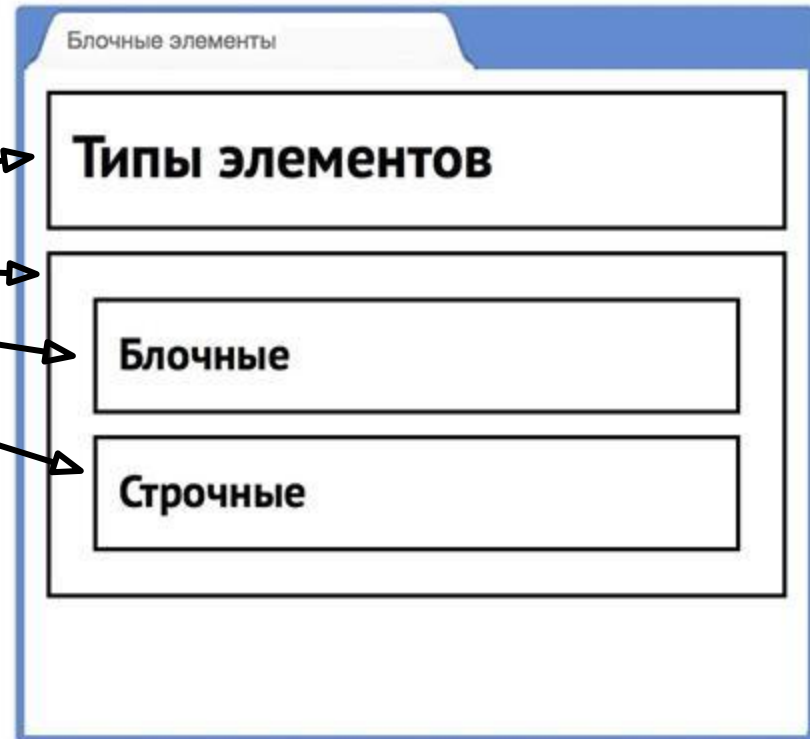 Блочные элементы
Типы элементов
Блочные
Строчные